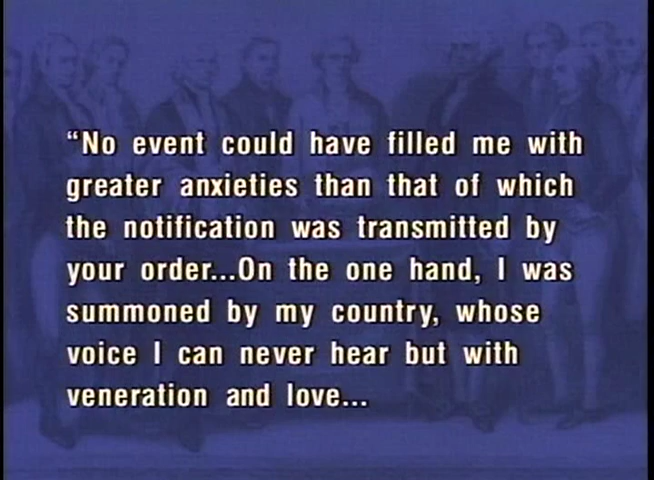 “No event could have filled me with
greater anxieties than that of which
the notification was transmitted by
your order...On the one hand, I was
summoned by my country, whose
voice I can never hear but with
veneration and love...